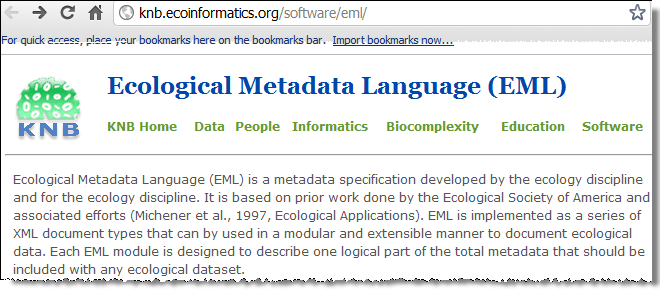 knb.ecoinformatics.org/software/eml/
For quick access, place your bookmarks here on the bookmarks bar. Import bookmarks now...
Ecological Metadata Language (EML)
KNB
KNB Home Data People Informatics Biocomplexity Education Software
Ecological Metadata Language (EML) is a metadata specification developed by the ecology discipline
and for the ecology discipline. It is based on prior work done by the Ecological Society of America and
associated efforts (Michener et al., 1997, Ecological Applications). EML is implemented as a series of
XML document types that can by used in a modular and extensible manner to document ecological
data. Each EML module is designed to describe one logical part of the total metadata that should be
included with any ecological dataset.